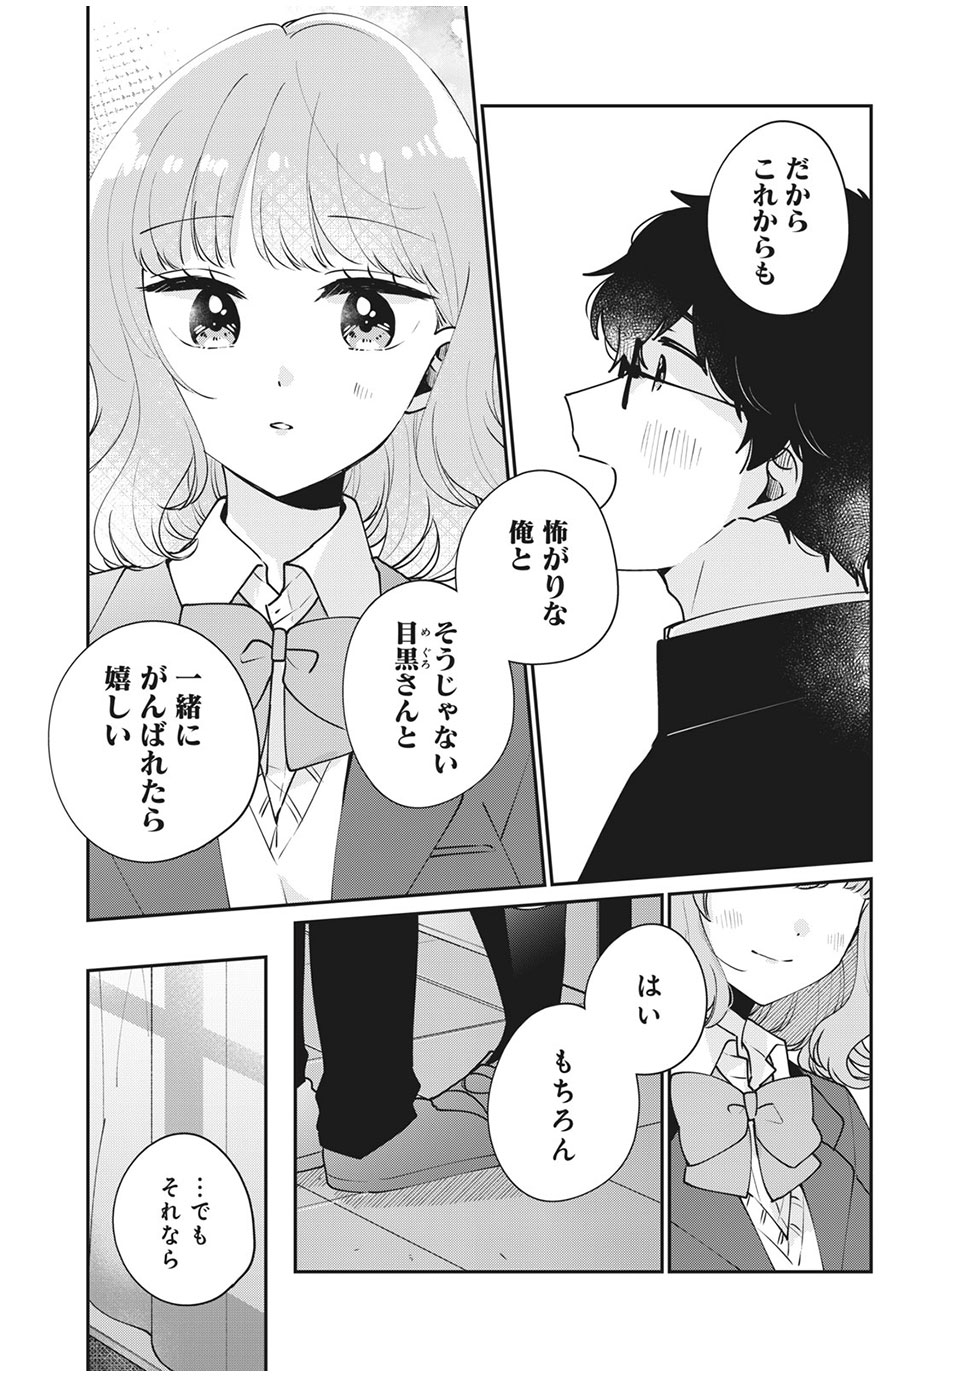 だから
これからも
怖がりな
俺と
そうじゃない
目黒さんと
めぐろ
一緒に
がんばれたら
嬉しい
はい
もちろん
…でも
それなら